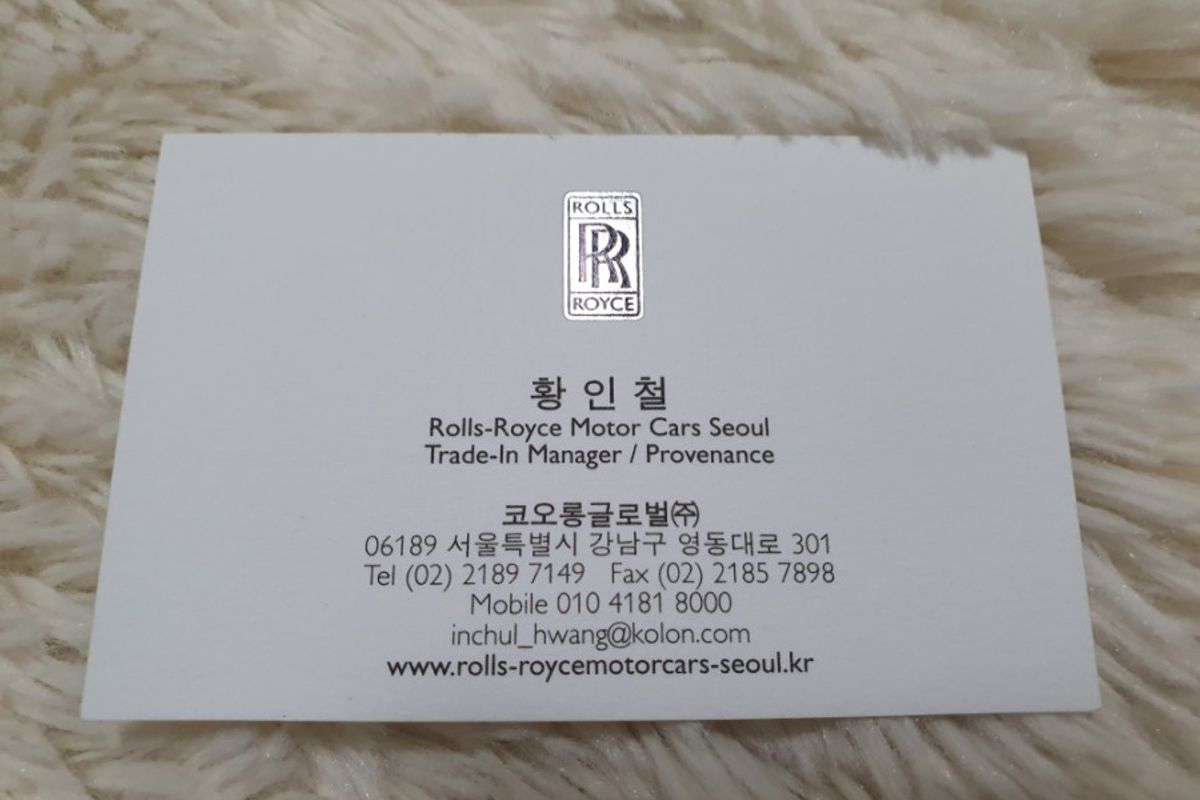 ROLLS
RR
ROYCE
황인철
Rolls-Royce Motor Cars Seoul
Trade-In Manager / Provenance
코오롱글로벌㈜
06189 서울특별시 강남구 영동대로 301
Tel (02) 2189 7149 Fax (02) 2185 7898
Mobile 010 4181 8000
inchul_hwang@kolon.com
www.rolls-roycemotorcars-seoul.kr